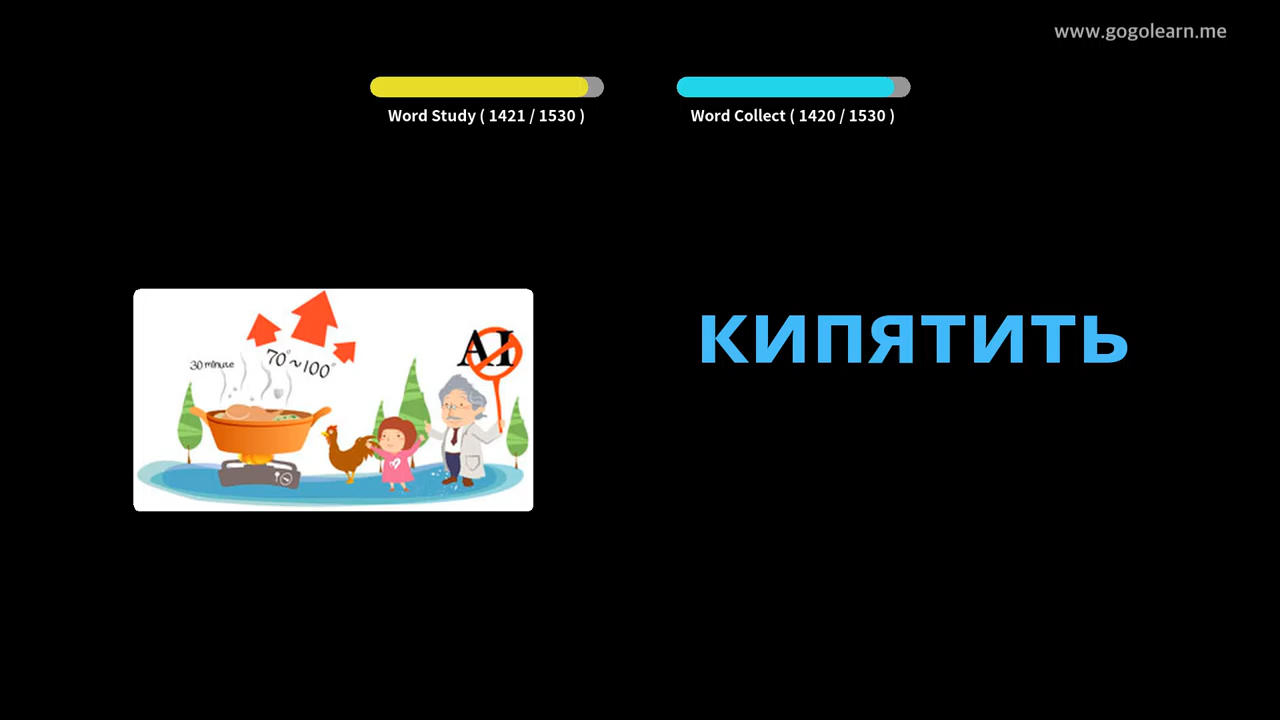 www.gogolearn.me
Word Study ( 1421 / 1530 )
Word Collect ( 1420 / 1530 )
30 minute
70°~100°
AI
кипятить